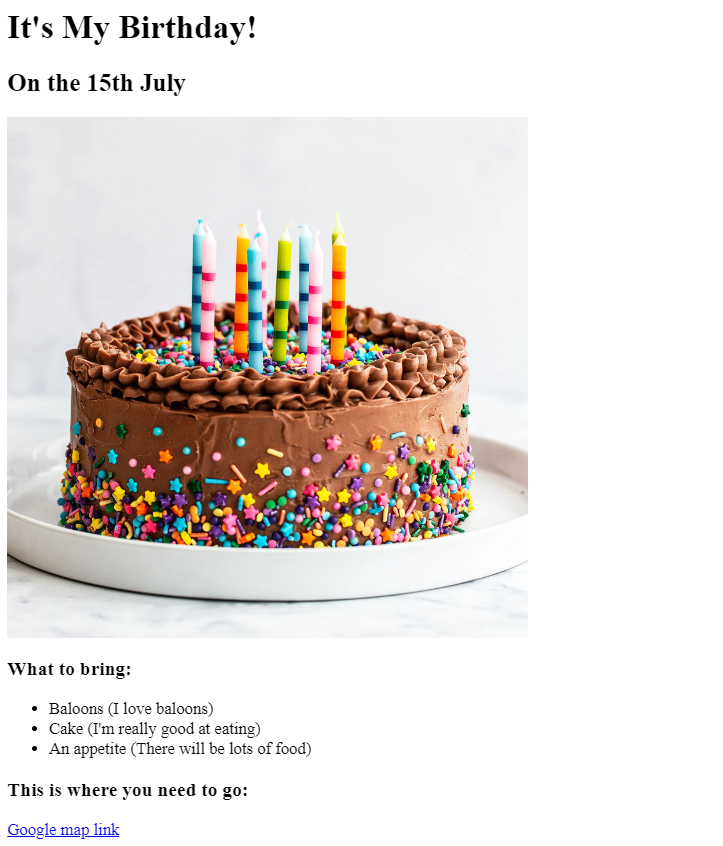 It's My Birthday!
On the 15th July
What to bring:
Baloons (I love baloons)
Cake (I'm really good at eating)
An appetite (There will be lots of food)
This is where you need to go:
Google map link